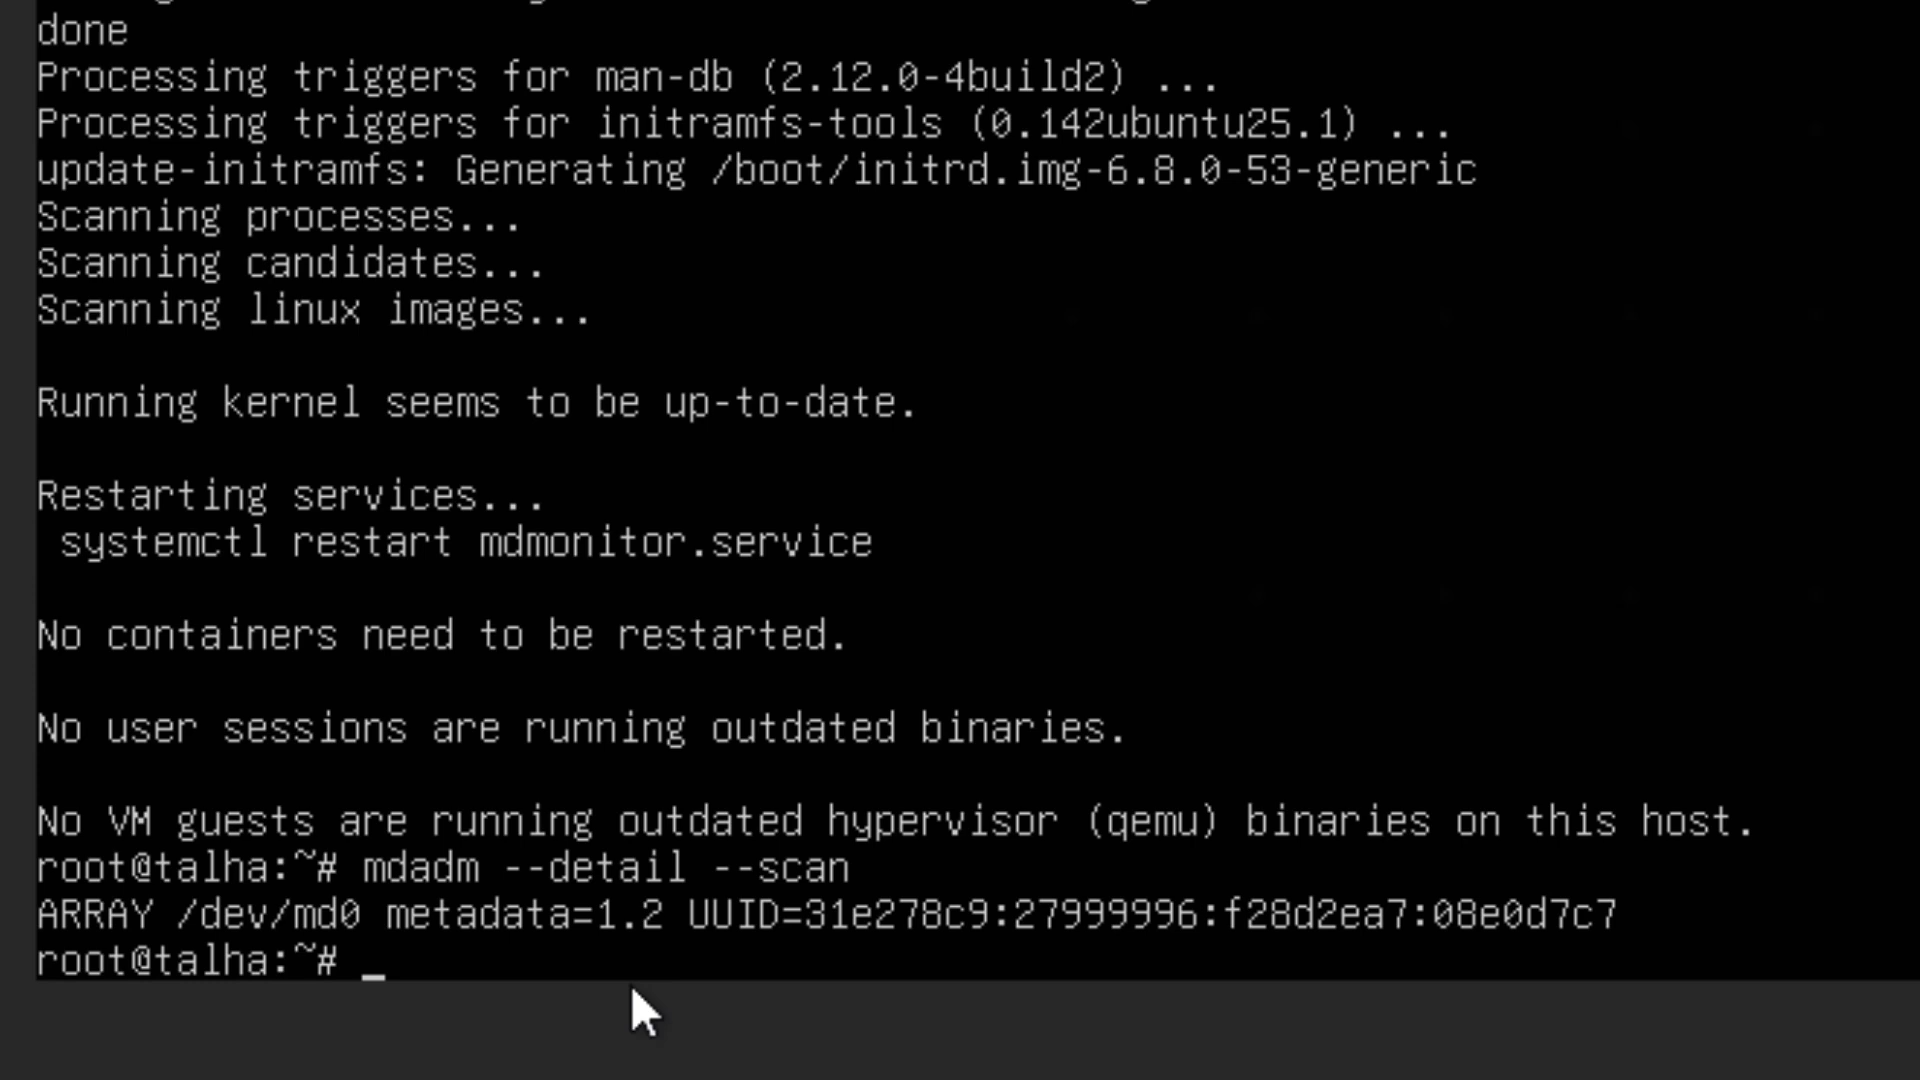 done
Processing triggers for man-db (2.12.0-4build2) ...
Processing triggers for initramfs-tools (0.142ubuntu25.1) ...
update-initramfs: Generating /boot/initrd.img-6.8.0-53-generic
Scanning processes...
Scanning candidates...
Scanning linux images...
Running kernel seems to be up-to-date.
Restarting services...
systemctl restart mdmonitor.service
No containers need to be restarted.
No user sessions are running outdated binaries.
No VM guests are running outdated hypervisor (qemu) binaries on this host.
root@talha:~# mdadm --detail --scan
ARRAY /dev/md0 metadata=1.2 UUID=31e278c9:27999996:f28d2ea7:08e0d7c7
root@talha:~# _